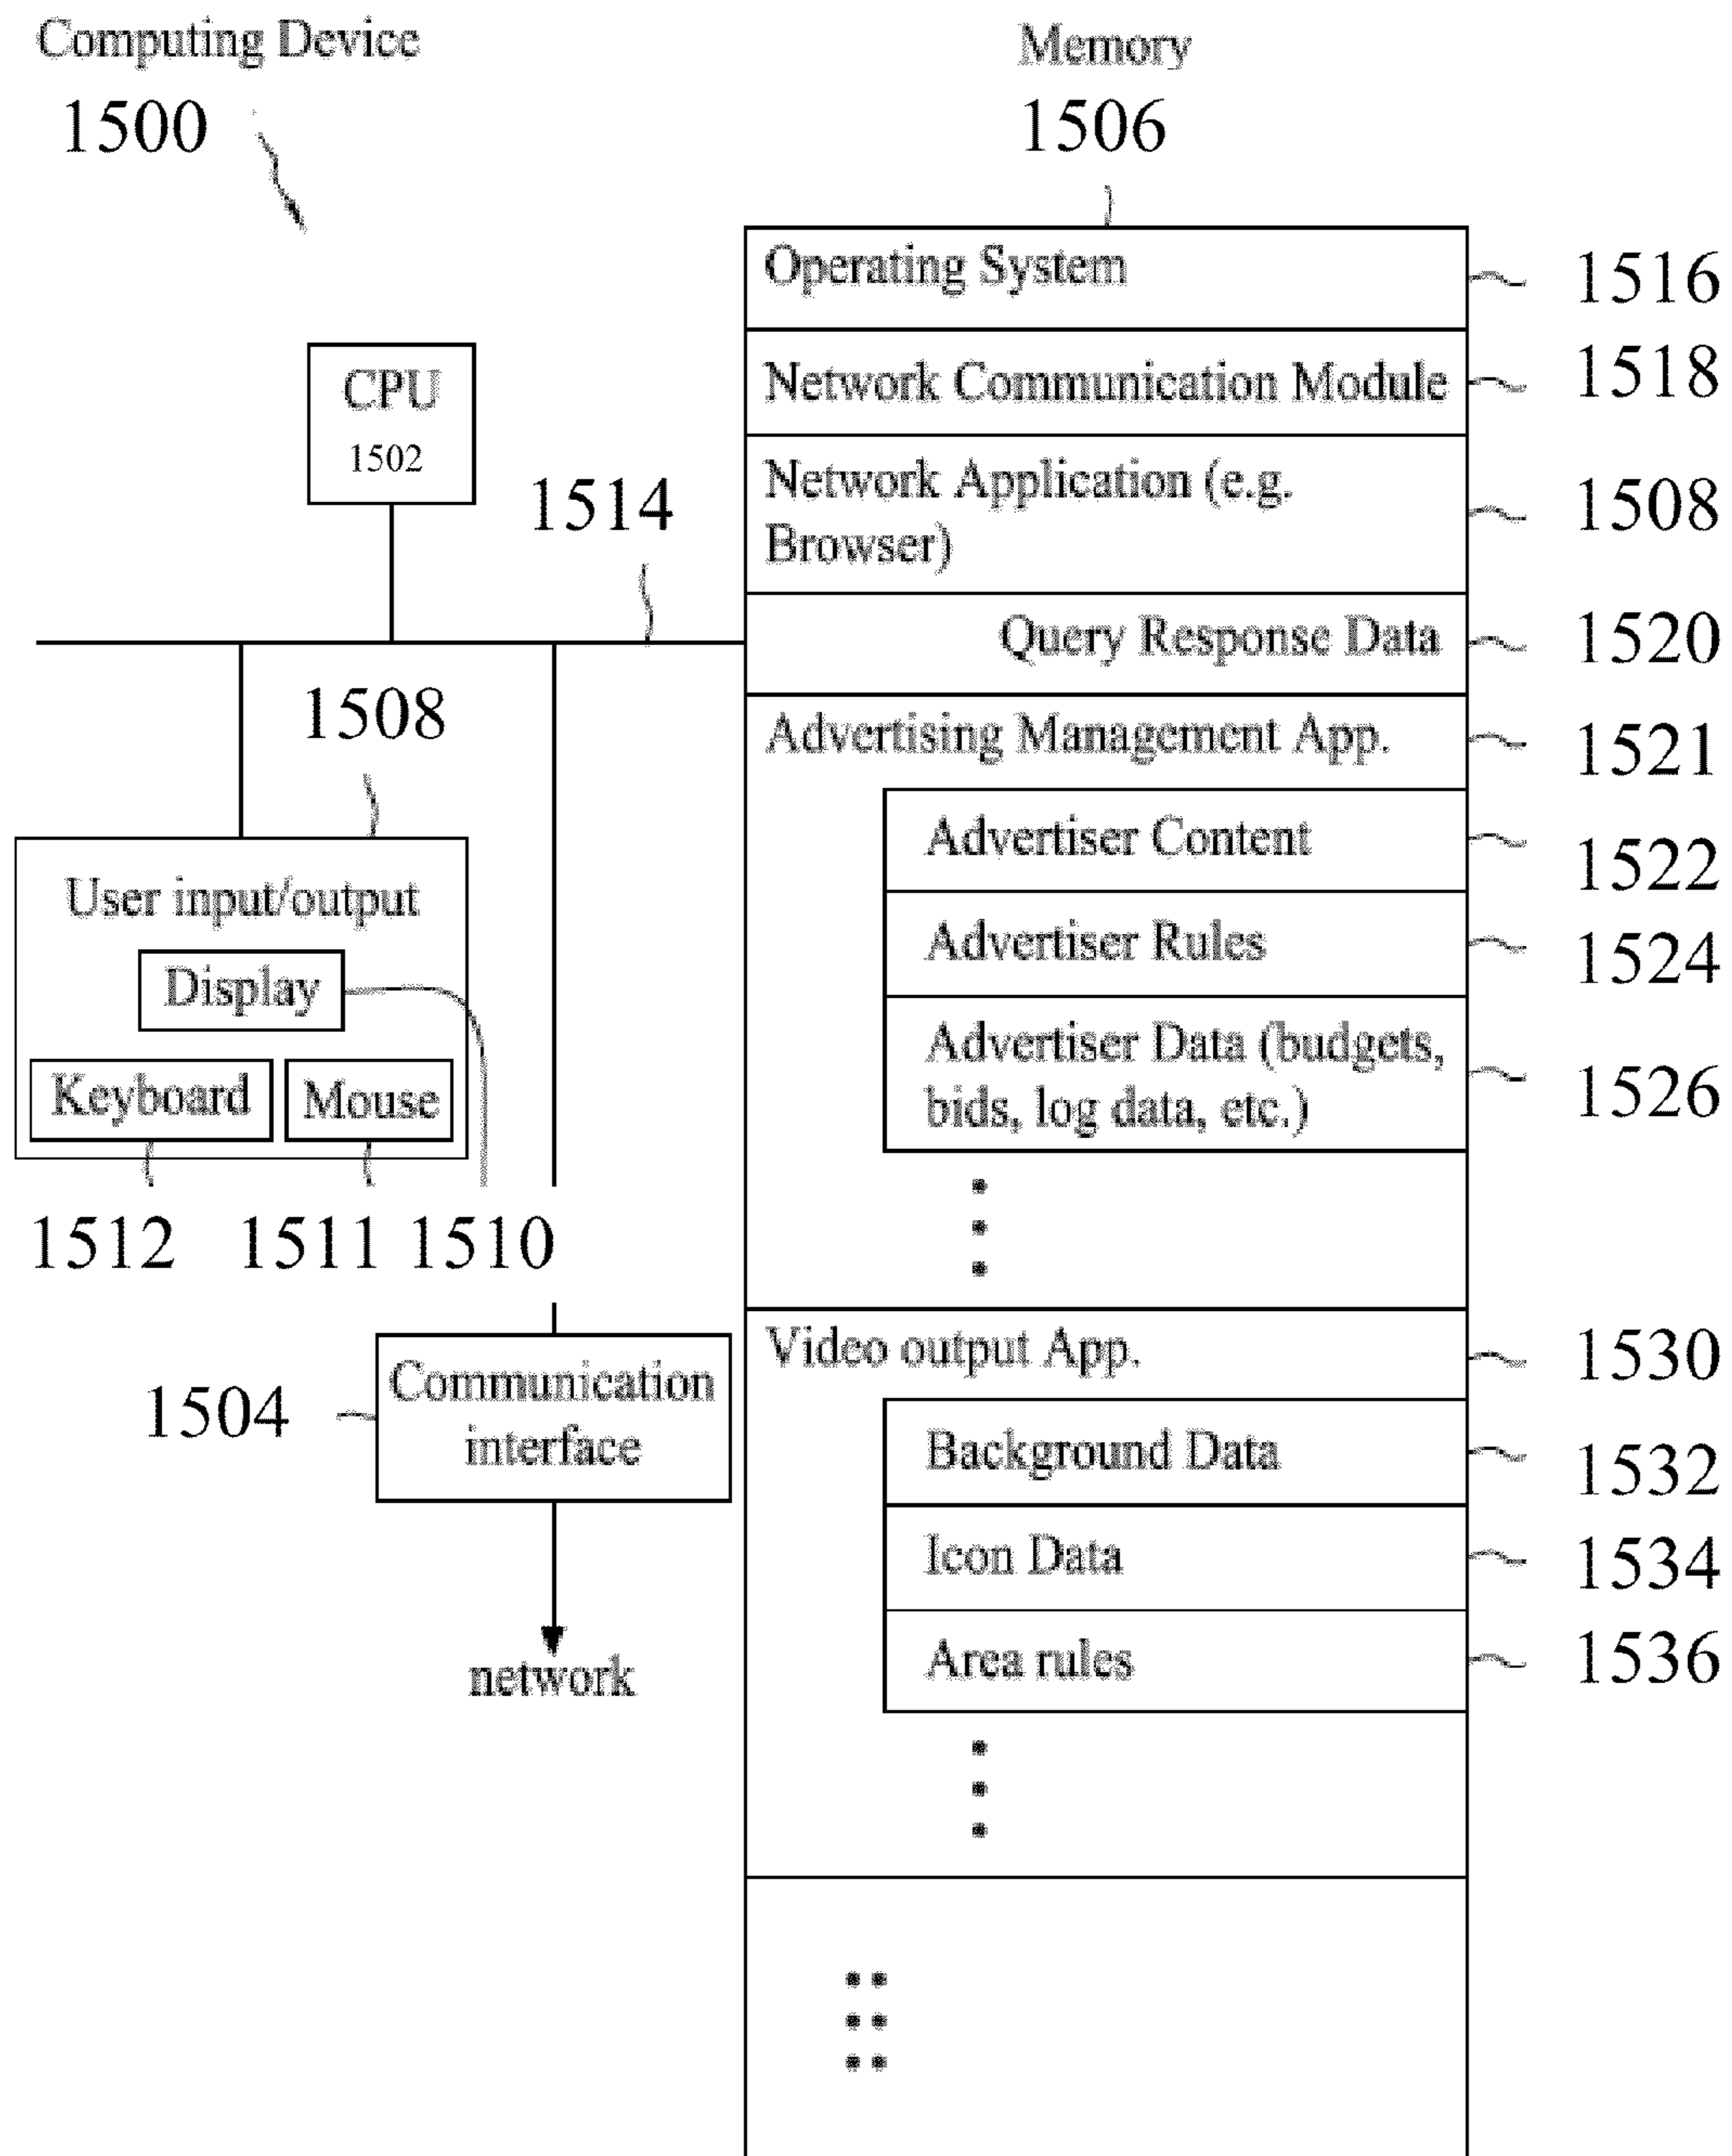 Computing Device
1500
Memory
1506
CPU
1502
1514
1508
User input/output
Display
Keyboard
Mouse
1512
1511
1510
1504
Communication
interface
network
Operating System
1516
Network Communication Module
1518
Network Application (e.g.
Browser)
1508
Query Response Data
1520
Advertising Management App.
1521
Advertiser Content
1522
Advertiser Rules
1524
Advertiser Data (budgets,
bids, log data, etc.)
1526
Video output App.
1530
Background Data
1532
Icon Data
1534
Area rules
1536